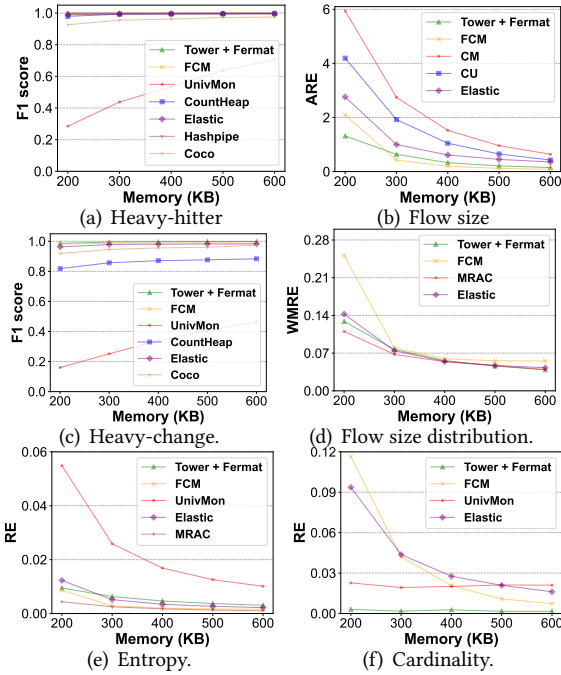 1.0
0.8
0.6
0.4
0.2
0.0
F1 score
Tower + Fermat
FCM
UnivMon
CountHeap
Elastic
Hashpipe
Coco
200 300 400 500 600
Memory (KB)
(a) Heavy-hitter
6
4
2
0
ARE
Tower + Fermat
FCM
CM
CU
Elastic
200 300 400 500 600
Memory (KB)
(b) Flow size
1.0
0.8
0.6
0.4
0.2
0.0
F1 score
Tower + Fermat
FCM
UnivMon
CountHeap
Elastic
Coco
200 300 400 500 600
Memory (KB)
(c) Heavy-change.
0.28
0.21
0.14
0.07
0.00
WMRE
Tower + Fermat
FCM
MRAC
Elastic
200 300 400 500 600
Memory (KB)
(d) Flow size distribution.
0.06
0.04
0.02
0.00
RE
Tower + Fermat
FCM
UnivMon
Elastic
MRAC
200 300 400 500 600
Memory (KB)
(e) Entropy.
0.12
0.09
0.06
0.03
0.00
RE
Tower + Fermat
FCM
UnivMon
Elastic
200 300 400 500 600
Memory (KB)
(f) Cardinality.